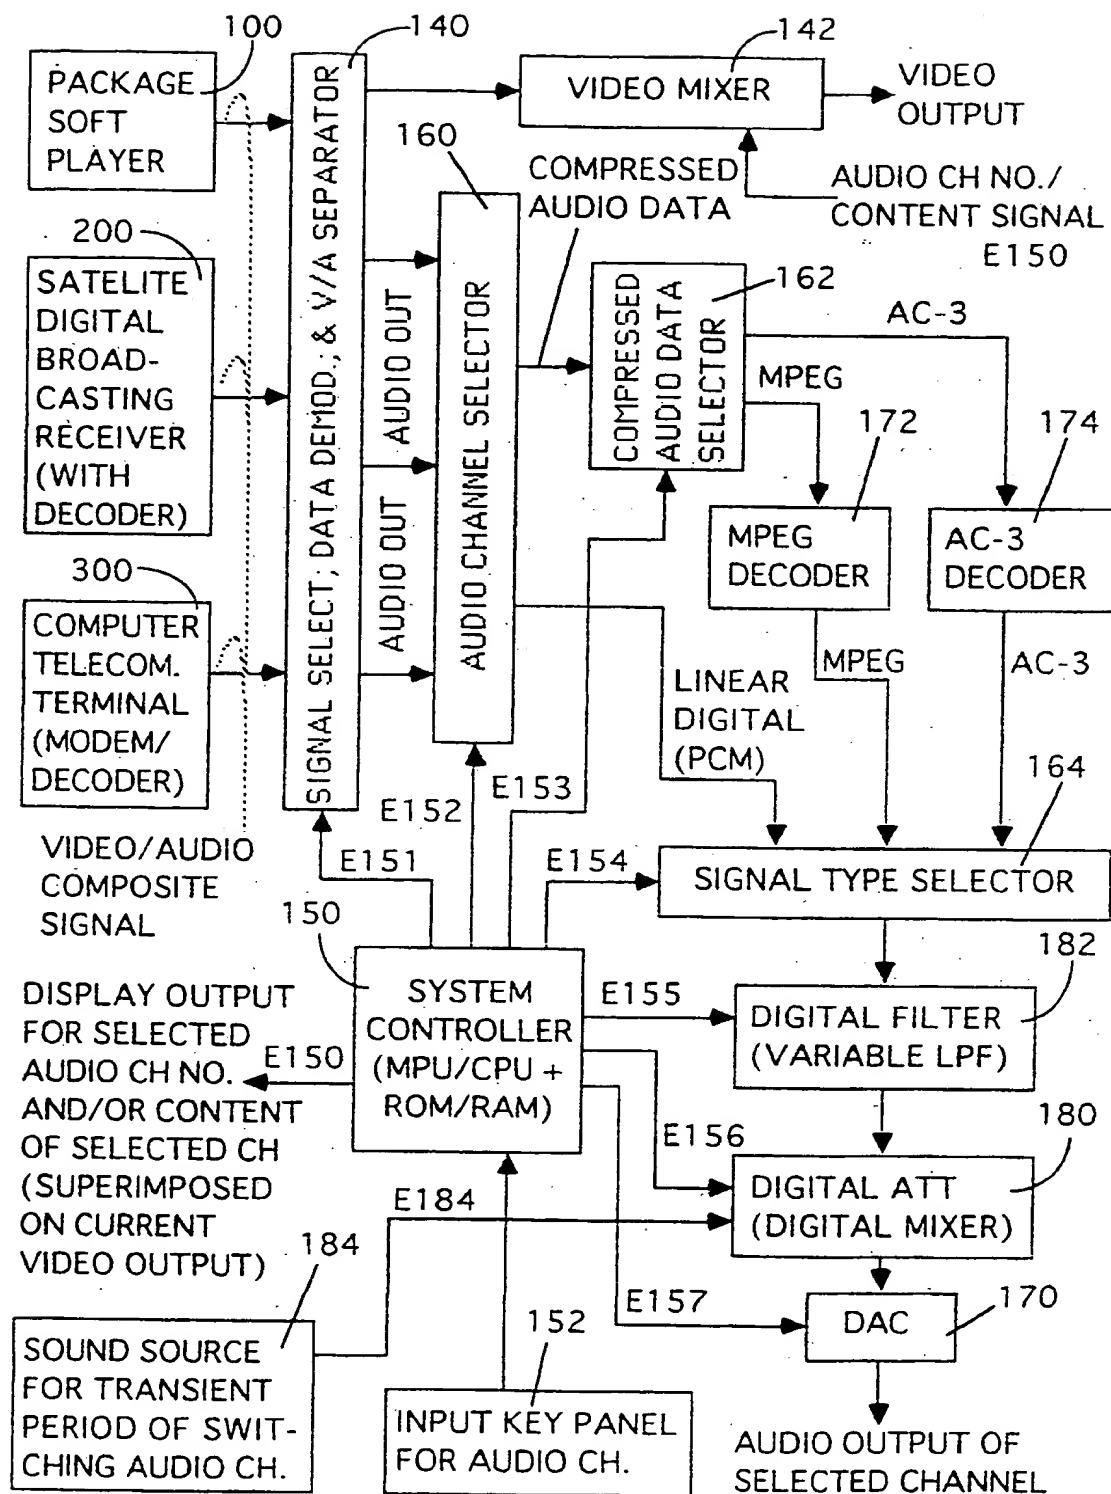 100
PACKAGE
SOFT
PLAYER
140
SIGNAL SELECT; DATA DEMOD.; & V/A SEPARATOR
142
VIDEO MIXER
VIDEO
OUTPUT
160
COMPRESSED
AUDIO DATA
AUDIO CH NO./
CONTENT SIGNAL
E150
200
SATELITE
DIGITAL
BROAD-
CASTING
RECEIVER
(WITH
DECODER)
AUDIO OUT
AUDIO OUT
AUDIO CHANNEL SELECTOR
COMPRESSED
AUDIO DATA
SELECTOR
162
AC-3
MPEG
172
174
MPEG
DECODER
AC-3
DECODER
300
COMPUTER
TELECOM.
TERMINAL
(MODEM/
DECODER)
MPEG
AC-3
LINEAR
DIGITAL
(PCM)
164
VIDEO/AUDIO
COMPOSITE
SIGNAL
E151
E152
E153
E154
SIGNAL TYPE SELECTOR
150
SYSTEM
CONTROLLER
(MPU/CPU +
ROM/RAM)
182
E155
DIGITAL FILTER
(VARIABLE LPF)
DISPLAY OUTPUT
FOR SELECTED
AUDIO CH NO.
AND/OR CONTENT
OF SELECTED CH
(SUPERIMPOSED
ON CURRENT
VIDEO OUTPUT)
E150
E156
180
DIGITAL ATT
(DIGITAL MIXER)
E184
184
E157
DAC
170
SOUND SOURCE
FOR TRANSIENT
PERIOD OF SWIT-
CHING AUDIO CH.
152
INPUT KEY PANEL
FOR AUDIO CH.
AUDIO OUTPUT OF
SELECTED CHANNEL